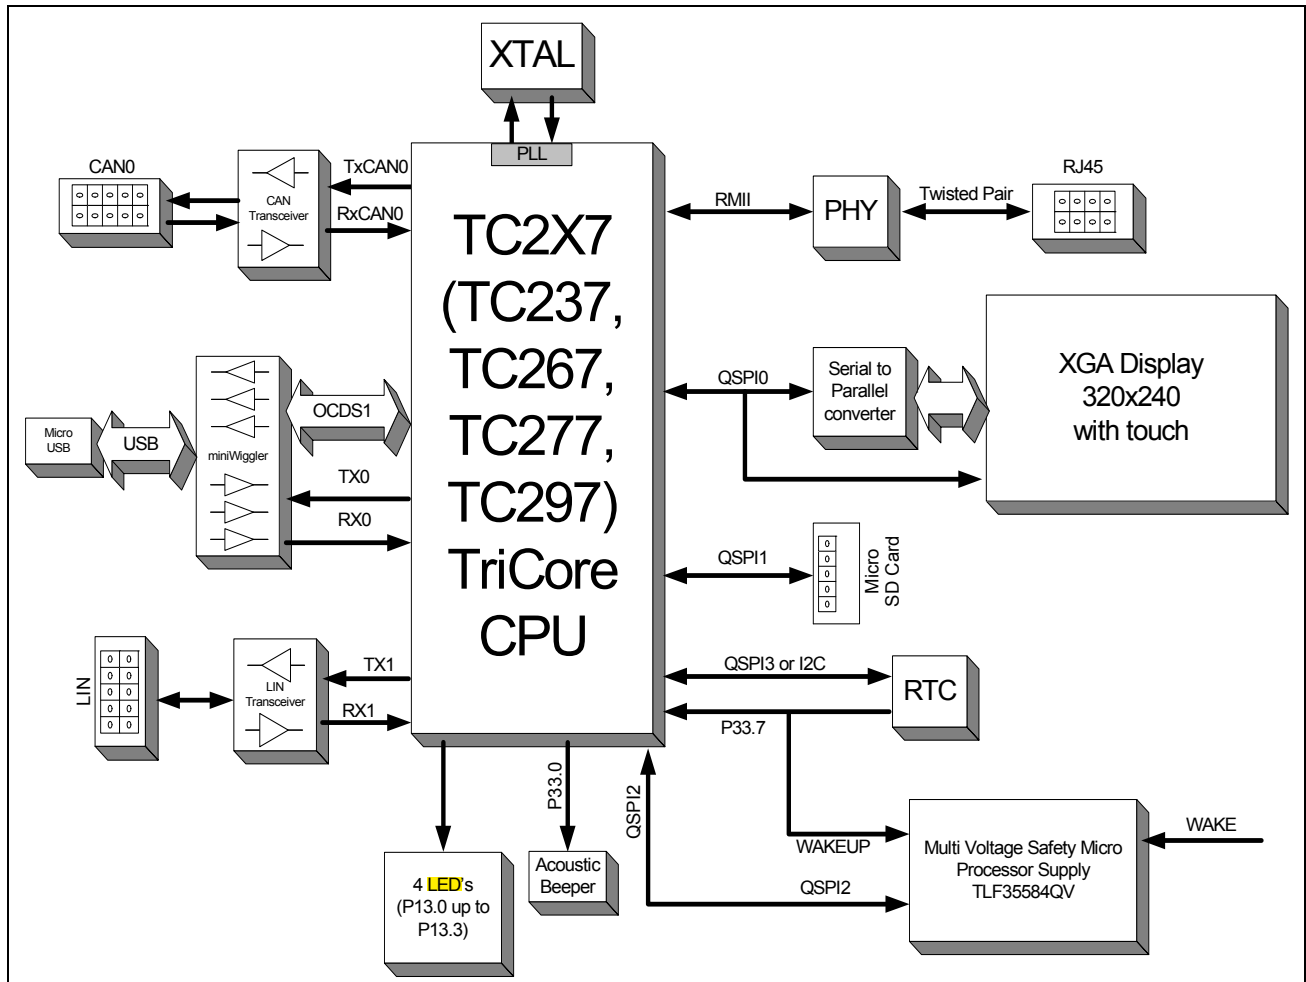 XTAL
PLL
CAN0
CAN
Transceiver
TxCAN0
RxCAN0
TC2X7
(TC237,
TC267,
TC277,
TC297)
TriCore
CPU
RMII
PHY
Twisted Pair
RJ45
Micro
USB
USB
miniWiggler
OCDS1
TX0
RX0
QSPI0
Serial to
Parallel
converter
XGA Display
320x240
with touch
QSPI1
Micro
SD Card
LIN
LIN
Transceiver
TX1
RX1
QSPI3 or I2C
RTC
P33.7
P33.0
QSPI2
4 LED's
(P13.0 up to
P13.3)
Acoustic
Beeper
WAKEUP
QSPI2
Multi Voltage Safety Micro
Processor Supply
TLF35584QV
WAKE